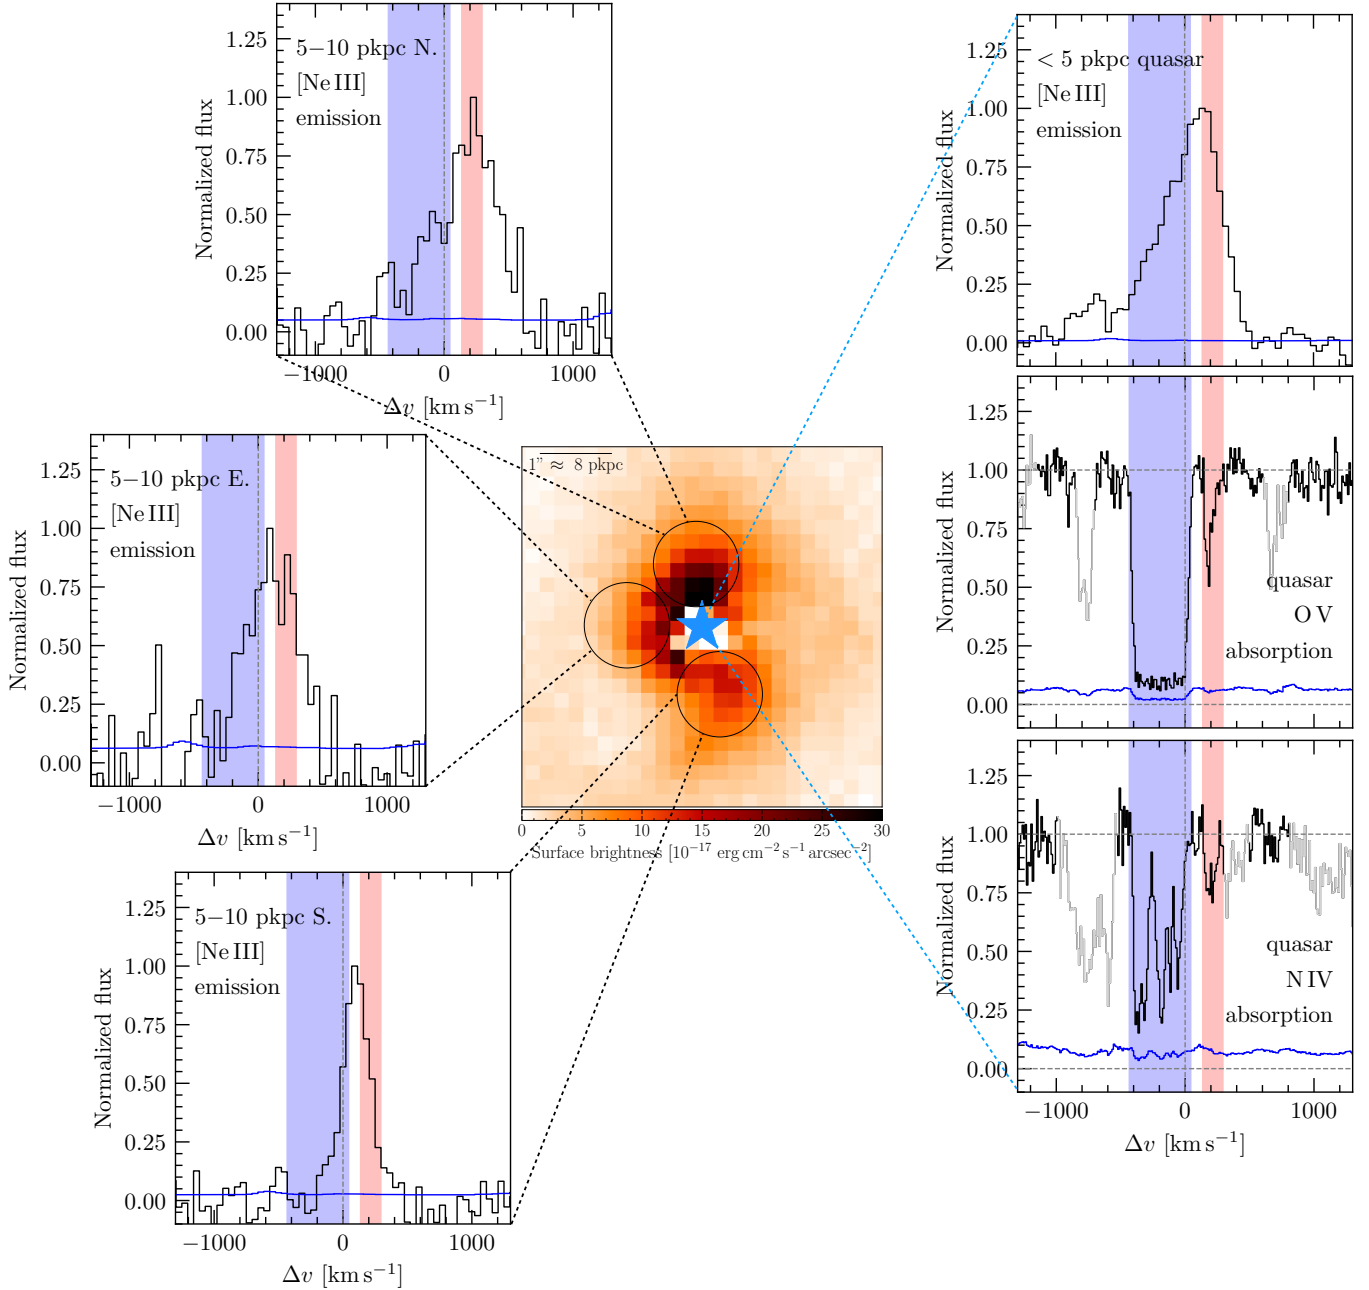 1.25
1.00
0.75
0.50
0.25
0.00
Normalized flux
5−10 pkpc N.
[Ne III]
emission
−1000
0
1000
Δv [km s⁻¹]
1.25
1.00
0.75
0.50
0.25
0.00
Normalized flux
< 5 pkpc quasar
[Ne III]
emission
1.25
1.00
0.75
0.50
0.25
0.00
Normalized flux
5−10 pkpc E.
[Ne III]
emission
−1000
0
1000
Δv [km s⁻¹]
1" ≈ 8 pkpc
0
5
10
15
20
25
30
Surface brightness [10⁻¹⁷ erg cm⁻² s⁻¹ arcsec⁻²]
1.25
1.00
0.75
0.50
0.25
0.00
Normalized flux
quasar
O V
absorption
1.25
1.00
0.75
0.50
0.25
0.00
Normalized flux
5−10 pkpc S.
[Ne III]
emission
−1000
0
1000
Δv [km s⁻¹]
1.25
1.00
0.75
0.50
0.25
0.00
Normalized flux
quasar
N IV
absorption
−1000
0
1000
Δv [km s⁻¹]